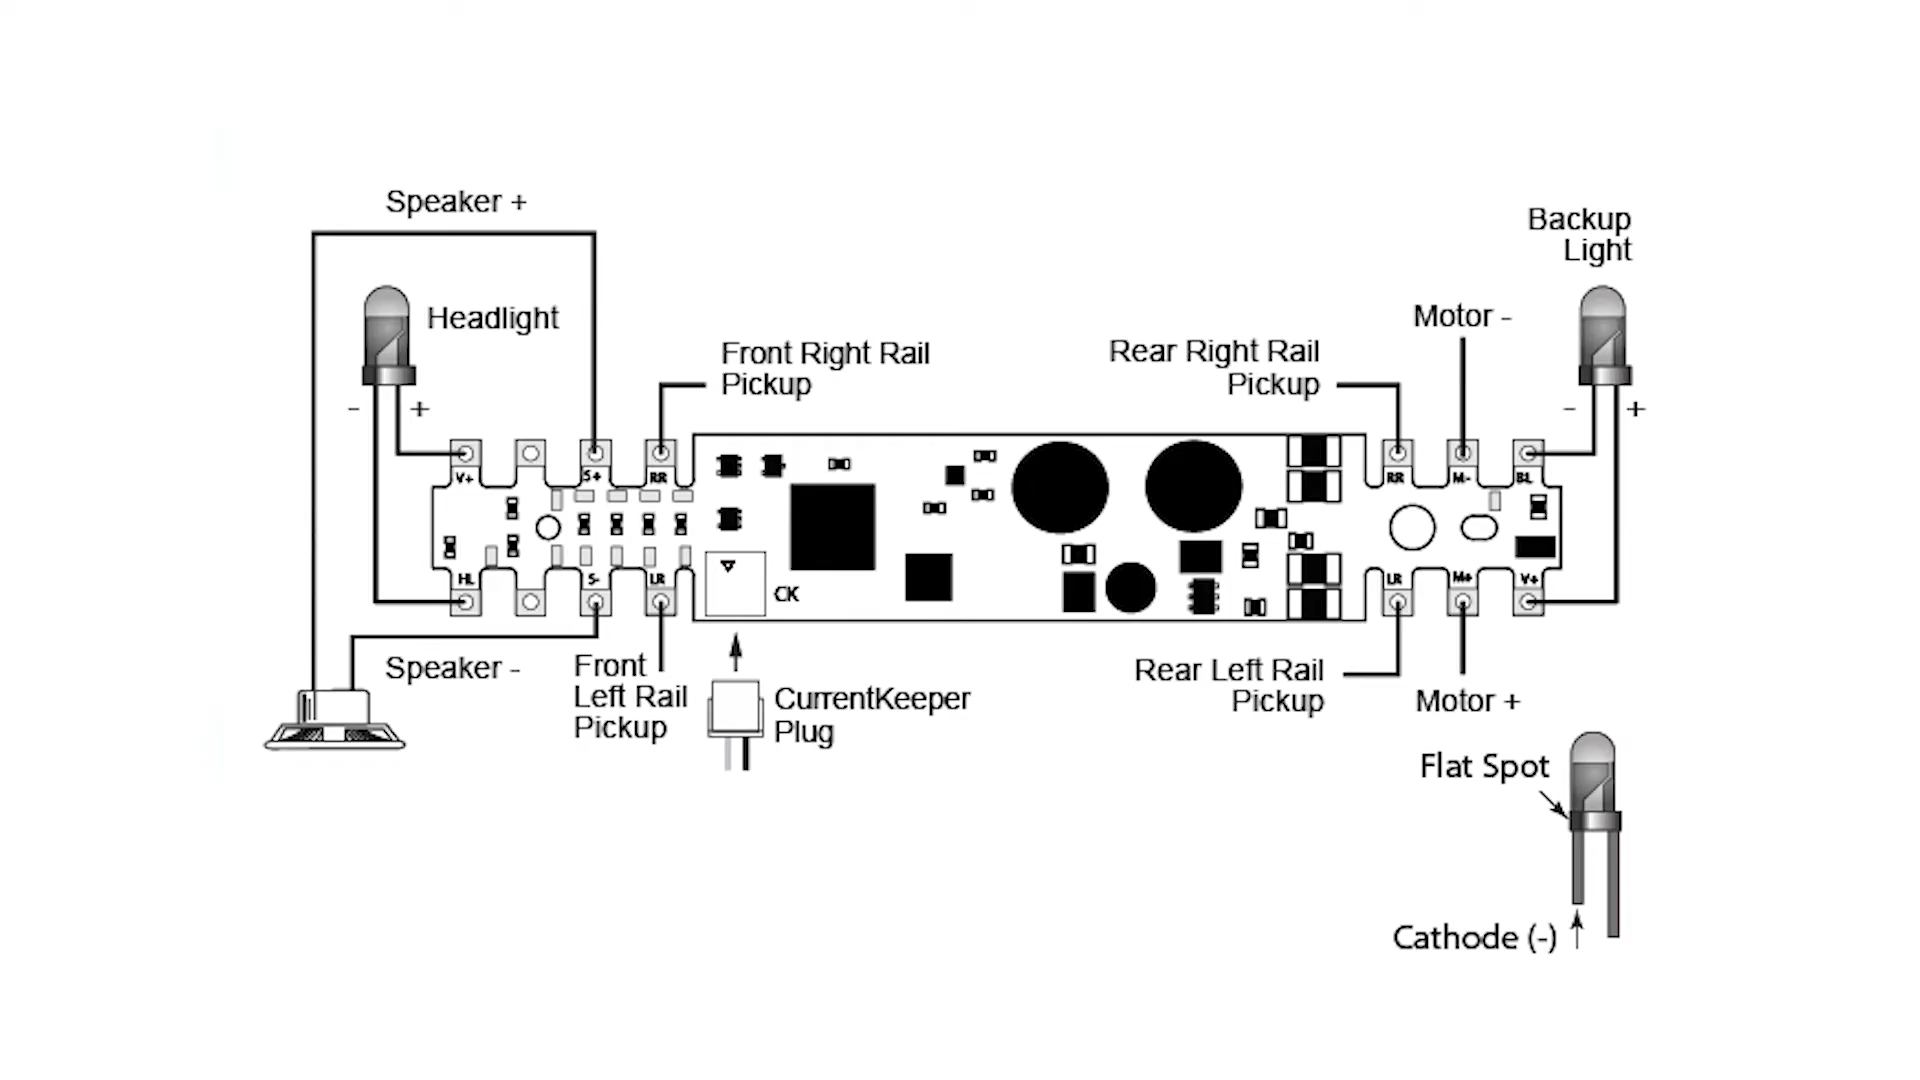 Speaker +
Backup
Light
Headlight
Motor -
Front Right Rail
Pickup
Rear Right Rail
Pickup
- +
- +
V+ S+ RR
RR M- BL
HL S- LR
LR M+ V+
CK
Speaker -
Front
Left Rail
Pickup
CurrentKeeper
Plug
Rear Left Rail
Pickup
Motor +
Flat Spot
Cathode (-)